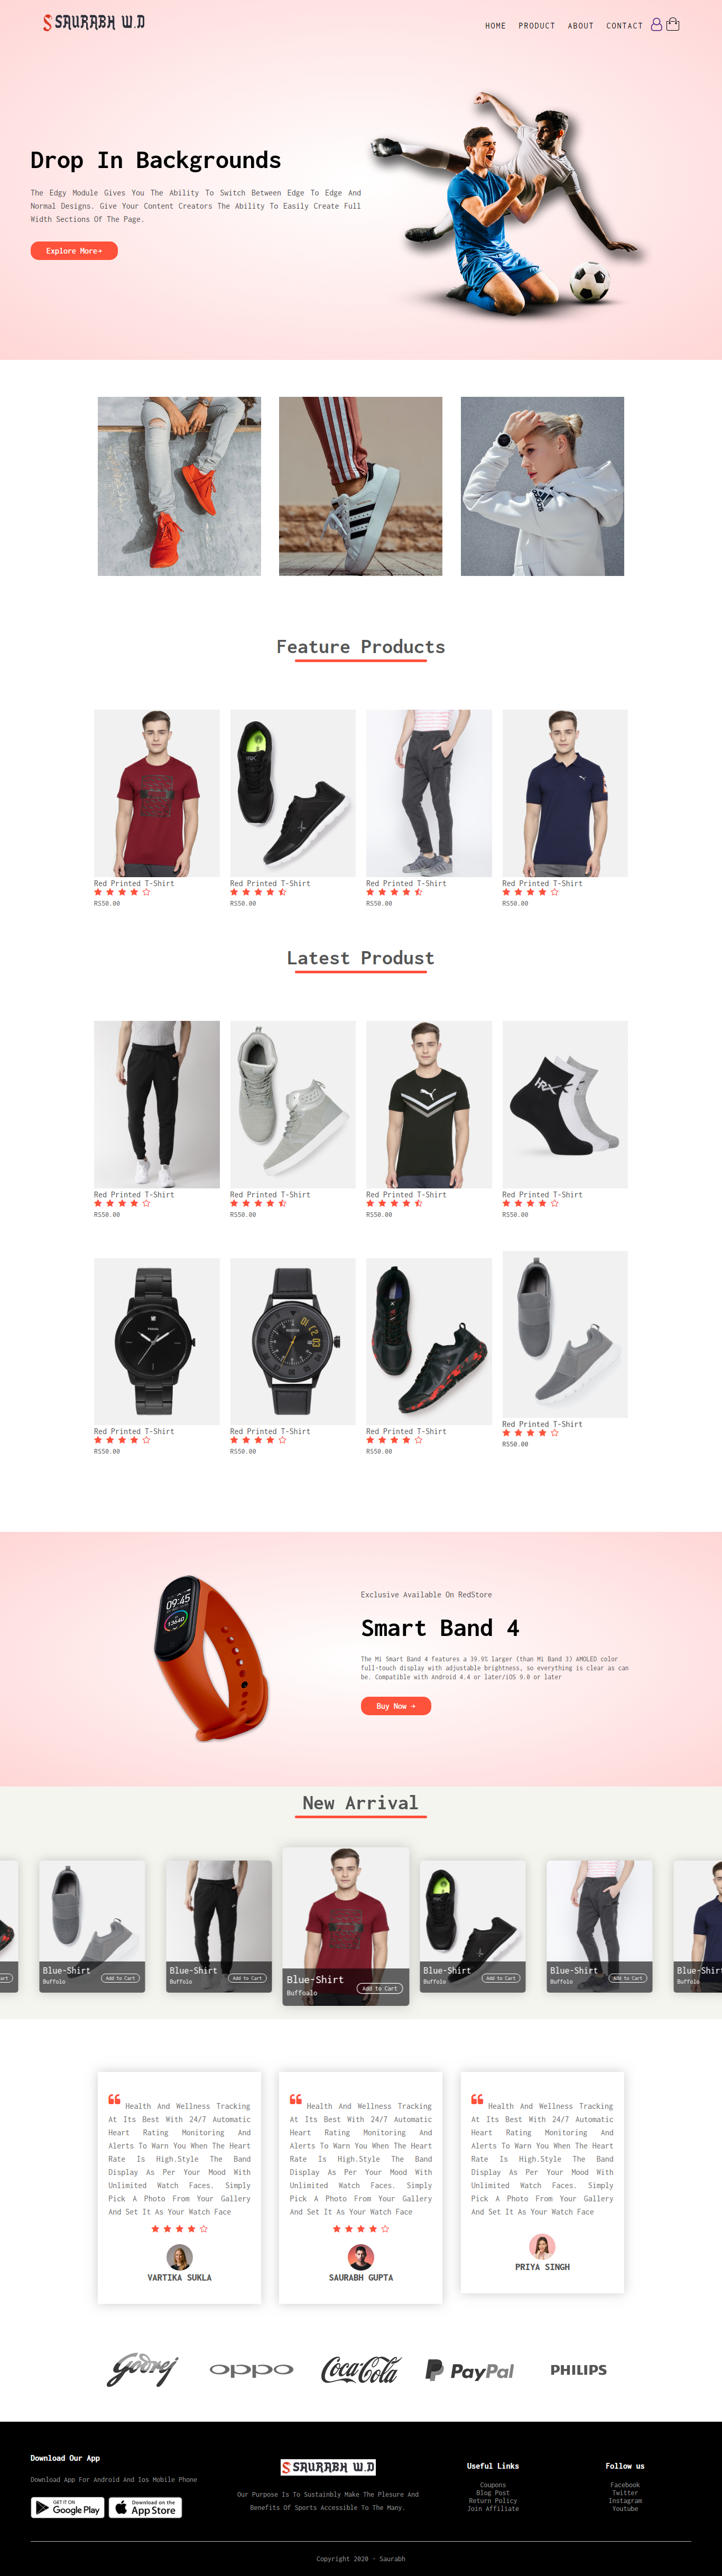 SAURABH W.D
HOME PRODUCT ABOUT CONTACT
Drop In Backgrounds
The Edgy Module Gives You The Ability To Switch Between Edge To Edge And
Normal Designs. Give Your Content Creators The Ability To Easily Create Full
Width Sections Of The Page.
Explore More→
adidas
Feature Products
Red Printed T-Shirt
RS50.00
Red Printed T-Shirt
RS50.00
Red Printed T-Shirt
RS50.00
Red Printed T-Shirt
RS50.00
Latest Produst
Red Printed T-Shirt
RS50.00
Red Printed T-Shirt
RS50.00
Red Printed T-Shirt
RS50.00
HRX
Red Printed T-Shirt
RS50.00
Red Printed T-Shirt
RS50.00
Red Printed T-Shirt
RS50.00
Red Printed T-Shirt
RS50.00
Red Printed T-Shirt
RS50.00
09:45
13640
Exclusive Available On RedStore
Smart Band 4
The Mi Smart Band 4 features a 39.9% larger (than Mi Band 3) AMOLED color
full-touch display with adjustable brightness, so everything is clear as can
be. Compatible with Android 4.4 or later/iOS 9.0 or later
Buy Now →
New Arrival
art
Blue-Shirt
Buffolo
Add to Cart
Blue-Shirt
Buffolo
Add to Cart
Blue-Shirt
Buffoalo
Add to Cart
Blue-Shirt
Buffolo
Add to Cart
Blue-Shirt
Buffolo
Add to Cart
Blue-Shirt
Buffolo
Health And Wellness Tracking
At Its Best With 24/7 Automatic
Heart Rating Monitoring And
Alerts To Warn You When The Heart
Rate Is High.Style The Band
Display As Per Your Mood With
Unlimited Watch Faces. Simply
Pick A Photo From Your Gallery
And Set It As Your Watch Face
VARTIKA SUKLA
Health And Wellness Tracking
At Its Best With 24/7 Automatic
Heart Rating Monitoring And
Alerts To Warn You When The Heart
Rate Is High.Style The Band
Display As Per Your Mood With
Unlimited Watch Faces. Simply
Pick A Photo From Your Gallery
And Set It As Your Watch Face
SAURABH GUPTA
Health And Wellness Tracking
At Its Best With 24/7 Automatic
Heart Rating Monitoring And
Alerts To Warn You When The Heart
Rate Is High.Style The Band
Display As Per Your Mood With
Unlimited Watch Faces. Simply
Pick A Photo From Your Gallery
And Set It As Your Watch Face
PRIYA SINGH
Godrej oppo Coca-Cola PayPal PHILIPS
Download Our App
Download App For Android And Ios Mobile Phone
GET IT ON
Google Play
Download on the
App Store
SAURABH W.D
Our Purpose Is To Sustainbly Make The Plesure And
Benefits Of Sports Accessible To The Many.
Useful Links
Coupons
Blog Post
Return Policy
Join Affiliate
Follow us
Facebook
Twitter
Instagram
Youtube
Copyright 2020 - Saurabh